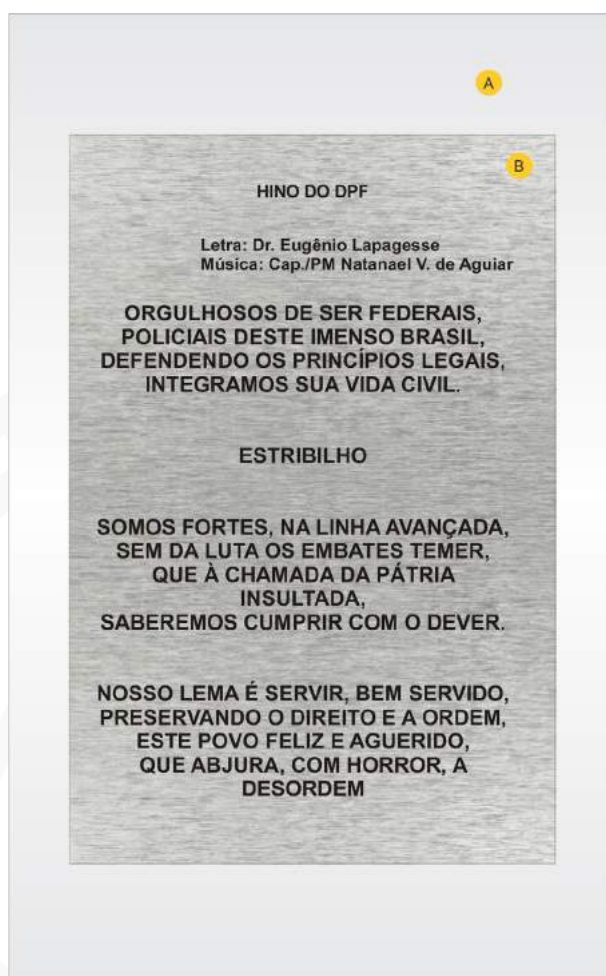 A
B
HINO DO DPF
Letra: Dr. Eugênio Lapagesse
Música: Cap./PM Natanael V. de Aguiar
ORGULHOSOS DE SER FEDERAIS,
POLICIAIS DESTE IMENSO BRASIL,
DEFENDENDO OS PRINCÍPIOS LEGAIS,
INTEGRAMOS SUA VIDA CIVIL.
ESTRIBILHO
SOMOS FORTES, NA LINHA AVANÇADA,
SEM DA LUTA OS EMBATES TEMER,
QUE À CHAMADA DA PÁTRIA
INSULTADA,
SABEREMOS CUMPRIR COM O DEVER.
NOSSO LEMA É SERVIR, BEM SERVIDO,
PRESERVANDO O DIREITO E A ORDEM,
ESTE POVO FELIZ E AGUERIDO,
QUE ABJURA, COM HORROR, A
DESORDEM